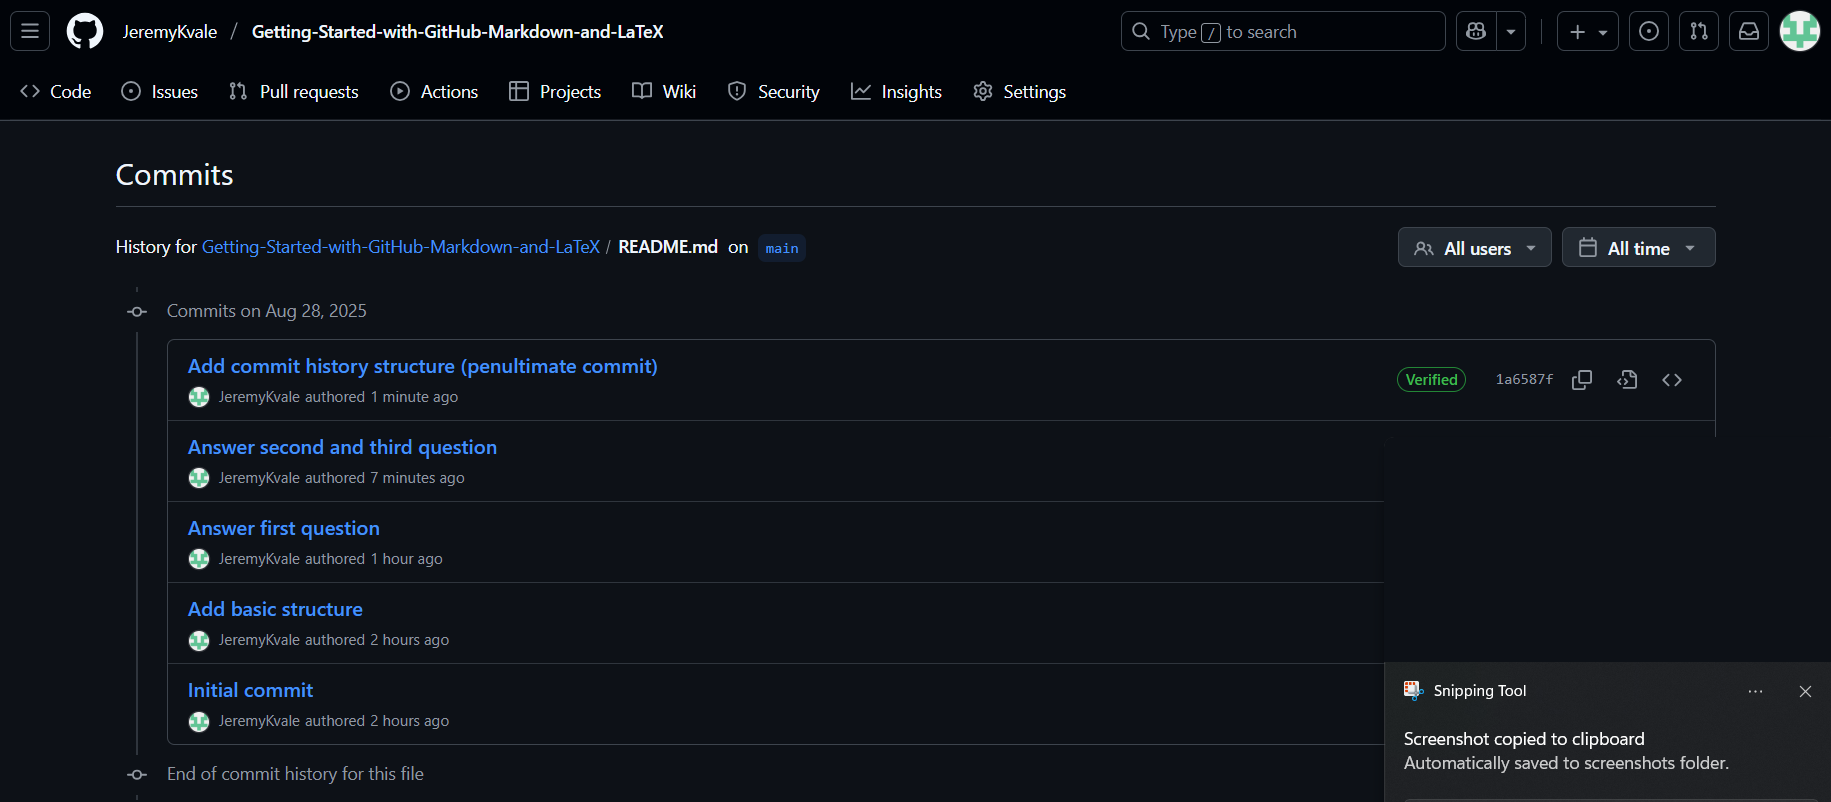 JeremyKvale / Getting-Started-with-GitHub-Markdown-and-LaTeX Type / to search
Code Issues Pull requests Actions Projects Wiki Security Insights Settings
Commits
History for Getting-Started-with-GitHub-Markdown-and-LaTeX / README.md on main All users All time
Commits on Aug 28, 2025
Add commit history structure (penultimate commit)
JeremyKvale authored 1 minute ago
Verified 1a6587f
Answer second and third question
JeremyKvale authored 7 minutes ago
Answer first question
JeremyKvale authored 1 hour ago
Add basic structure
JeremyKvale authored 2 hours ago
Initial commit
JeremyKvale authored 2 hours ago
End of commit history for this file
Snipping Tool
Screenshot copied to clipboard
Automatically saved to screenshots folder.